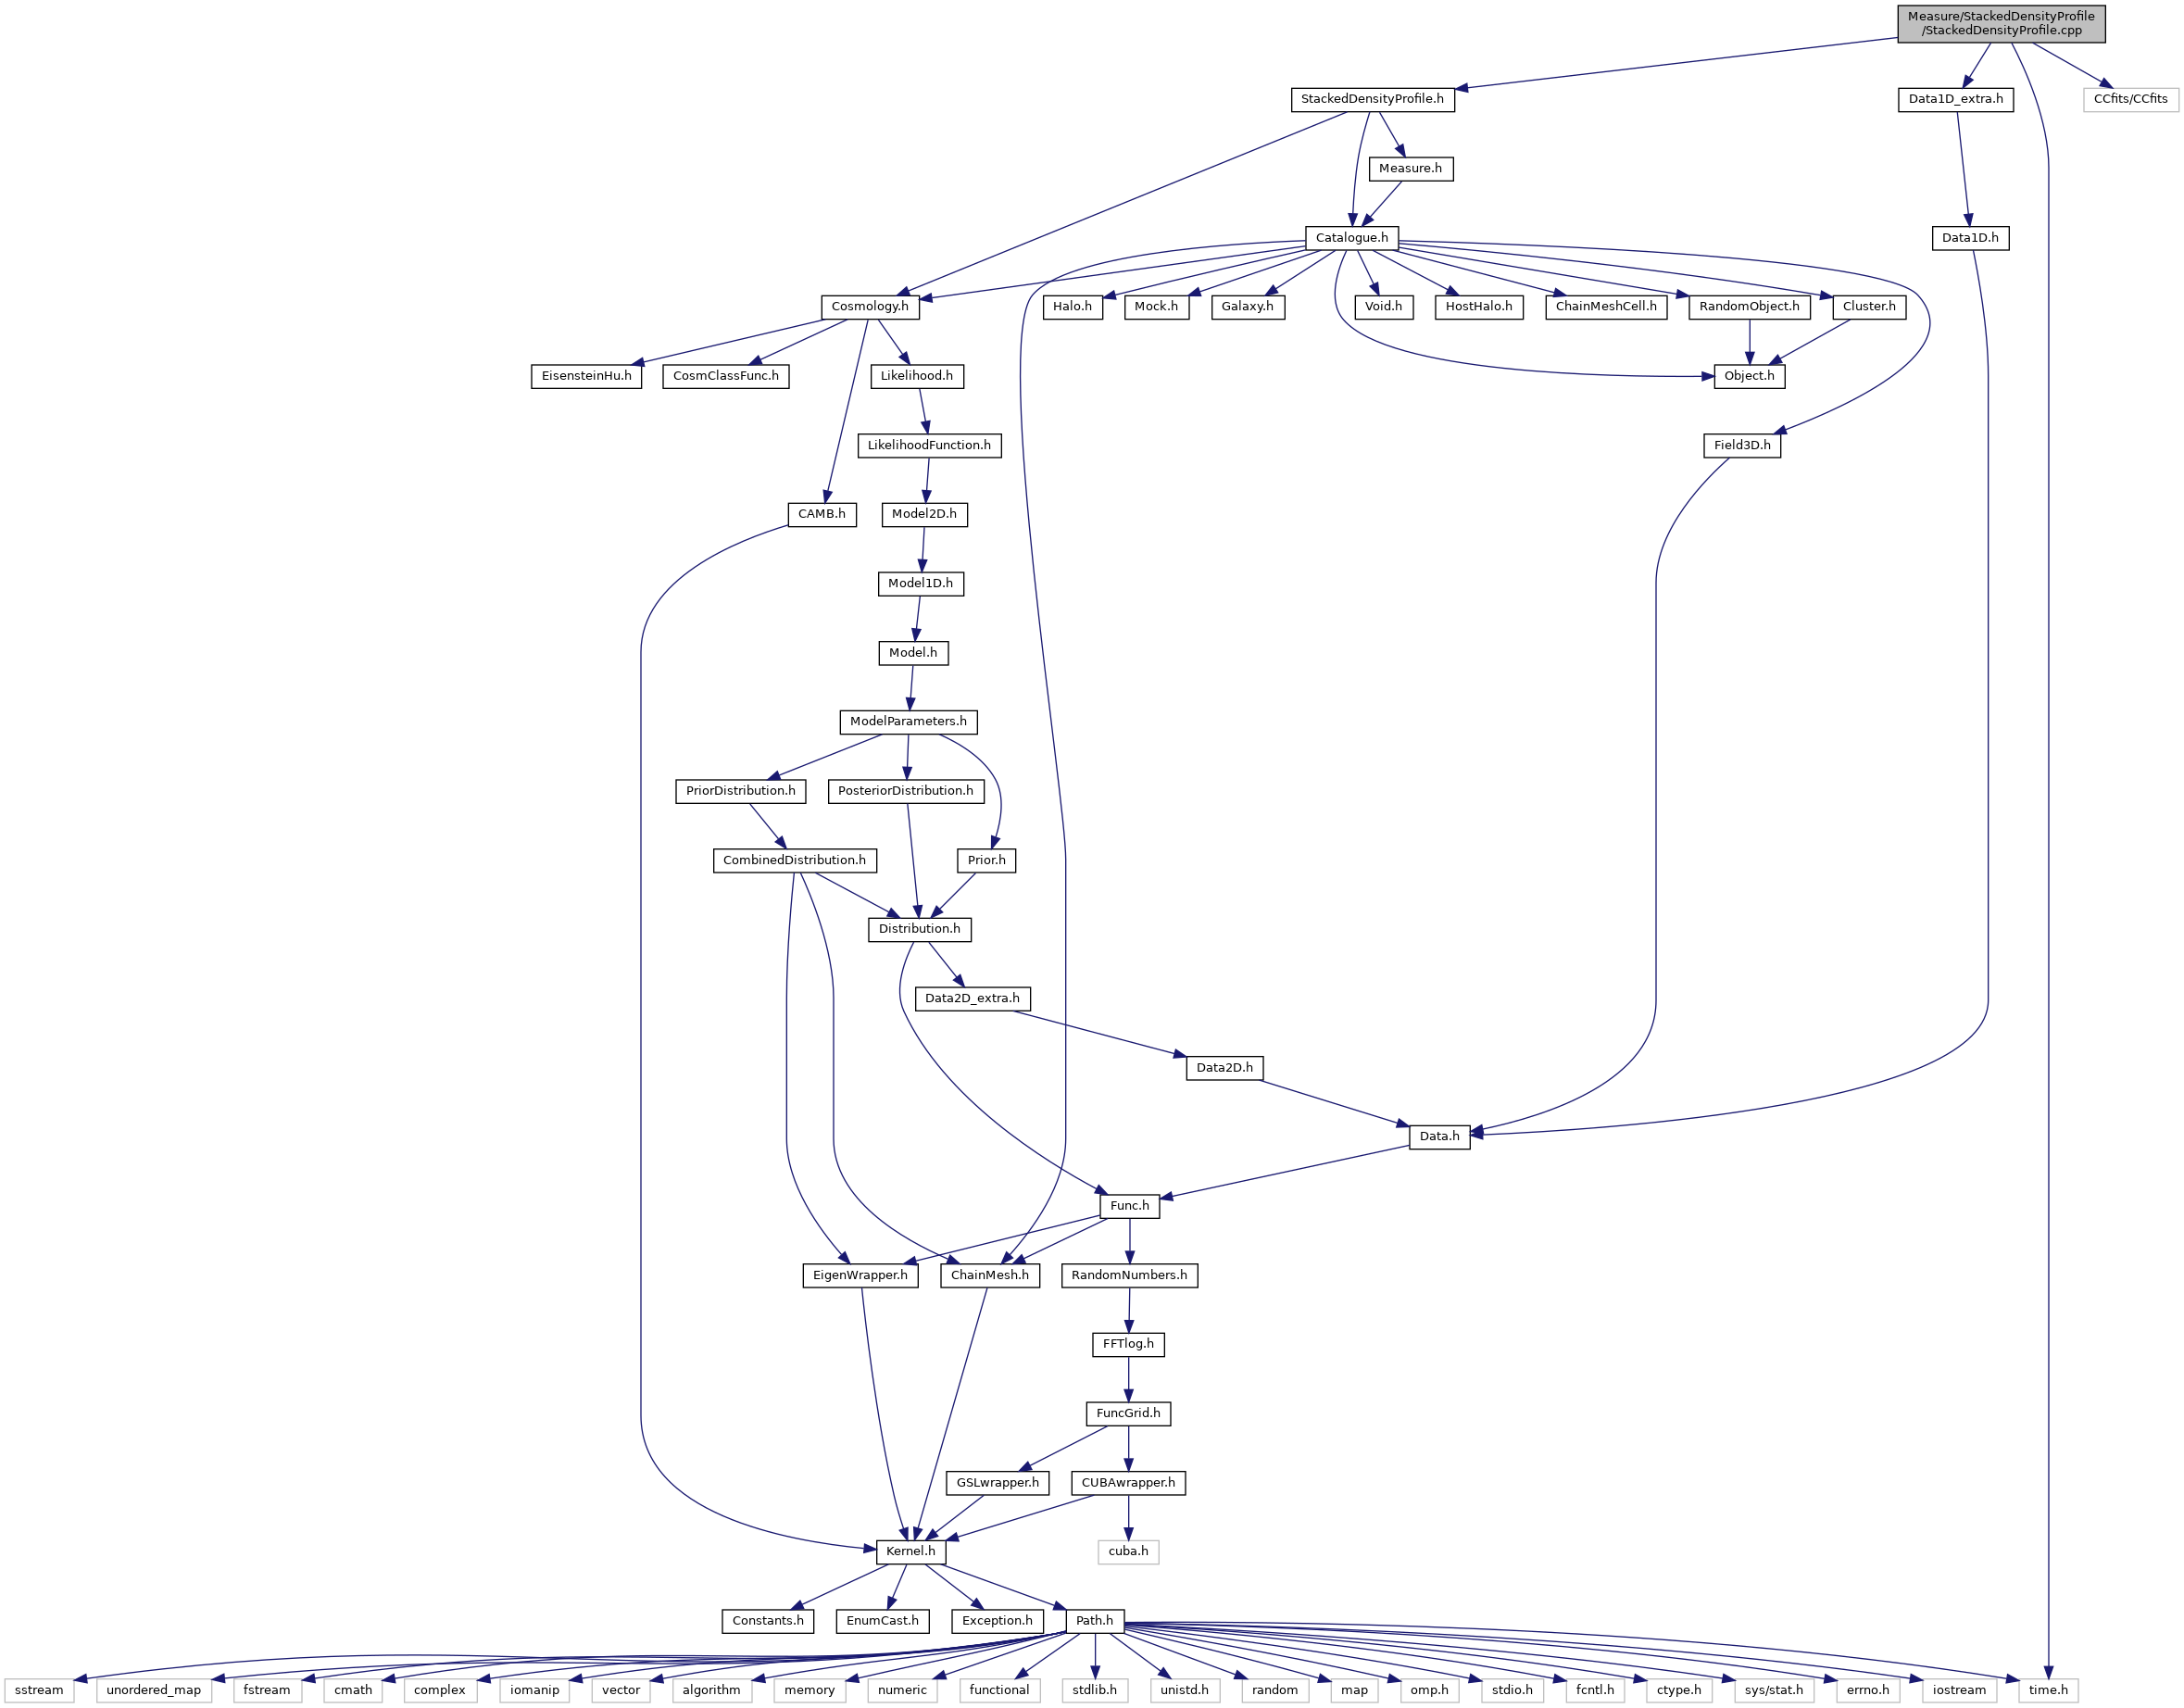 Measure/StackedDensityProfile
/StackedDensityProfile.cpp
StackedDensityProfile.h
Data1D_extra.h
CCfits/CCfits
Measure.h
Catalogue.h
Data1D.h
Cosmology.h
Halo.h
Mock.h
Galaxy.h
Void.h
HostHalo.h
ChainMeshCell.h
RandomObject.h
Cluster.h
EisensteinHu.h
CosmClassFunc.h
Likelihood.h
Object.h
LikelihoodFunction.h
Field3D.h
CAMB.h
Model2D.h
Model1D.h
Model.h
ModelParameters.h
PriorDistribution.h
PosteriorDistribution.h
CombinedDistribution.h
Prior.h
Distribution.h
Data2D_extra.h
Data2D.h
Data.h
Func.h
EigenWrapper.h
ChainMesh.h
RandomNumbers.h
FFTlog.h
FuncGrid.h
GSLwrapper.h
CUBAwrapper.h
Kernel.h
cuba.h
Constants.h
EnumCast.h
Exception.h
Path.h
sstream
unordered_map
fstream
cmath
complex
iomanip
vector
algorithm
memory
numeric
functional
stdlib.h
unistd.h
random
map
omp.h
stdio.h
fcntl.h
ctype.h
sys/stat.h
errno.h
iostream
time.h